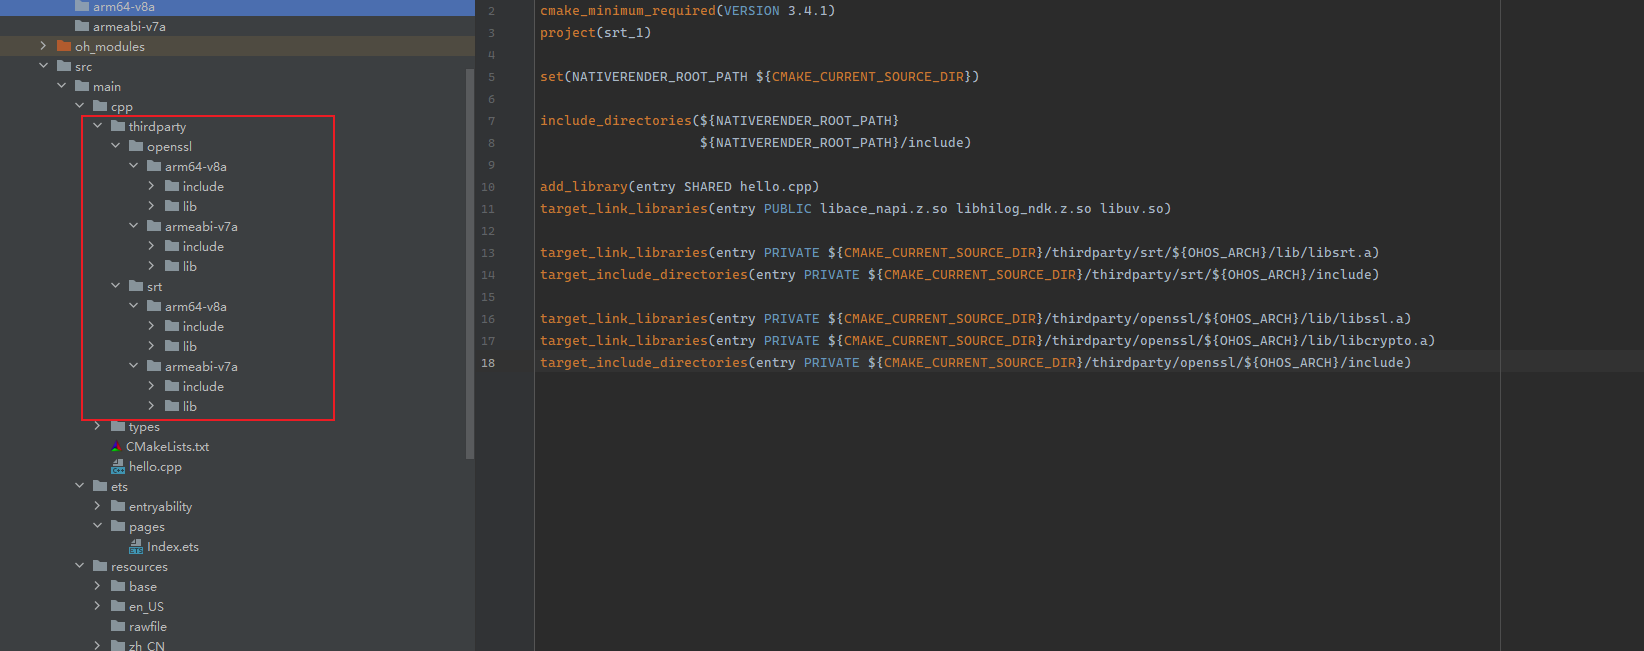 arm64-v8a
armeabi-v7a
oh_modules
src
main
cpp
thirdparty
openssl
arm64-v8a
include
lib
armeabi-v7a
include
lib
srt
arm64-v8a
include
lib
armeabi-v7a
include
lib
types
CMakeLists.txt
hello.cpp
ets
entryability
pages
Index.ets
resources
base
en_US
rawfile
zh_CN
2 cmake_minimum_required(VERSION 3.4.1)
3 project(srt_1)
4
5 set(NATIVERENDER_ROOT_PATH ${CMAKE_CURRENT_SOURCE_DIR})
6
7 include_directories(${NATIVERENDER_ROOT_PATH}
8 ${NATIVERENDER_ROOT_PATH}/include)
9
10 add_library(entry SHARED hello.cpp)
11 target_link_libraries(entry PUBLIC libace_napi.z.so libhilog_ndk.z.so libuv.so)
12
13 target_link_libraries(entry PRIVATE ${CMAKE_CURRENT_SOURCE_DIR}/thirdparty/srt/${OHOS_ARCH}/lib/libsrt.a)
14 target_include_directories(entry PRIVATE ${CMAKE_CURRENT_SOURCE_DIR}/thirdparty/srt/${OHOS_ARCH}/include)
15
16 target_link_libraries(entry PRIVATE ${CMAKE_CURRENT_SOURCE_DIR}/thirdparty/openssl/${OHOS_ARCH}/lib/libssl.a)
17 target_link_libraries(entry PRIVATE ${CMAKE_CURRENT_SOURCE_DIR}/thirdparty/openssl/${OHOS_ARCH}/lib/libcrypto.a)
18 target_include_directories(entry PRIVATE ${CMAKE_CURRENT_SOURCE_DIR}/thirdparty/openssl/${OHOS_ARCH}/include)